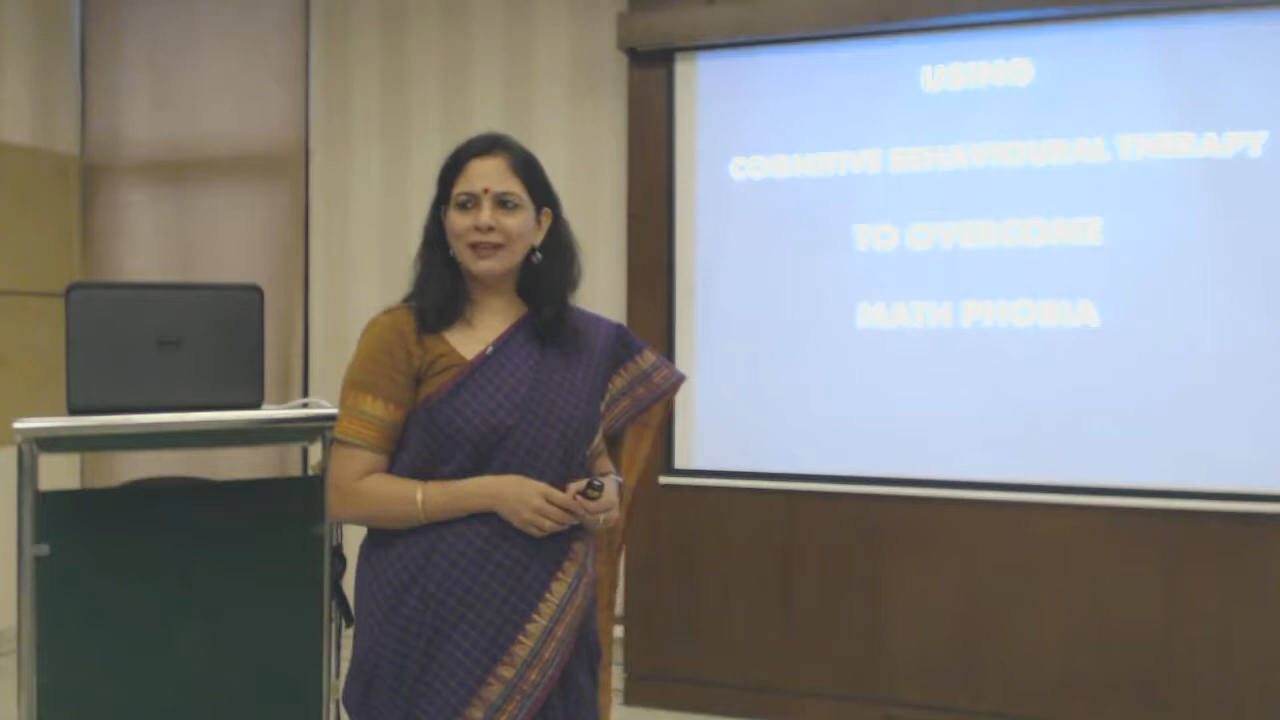 USING
COGNITIVE BEHAVIOURAL THERAPY
TO OVERCOME
MATH PHOBIA